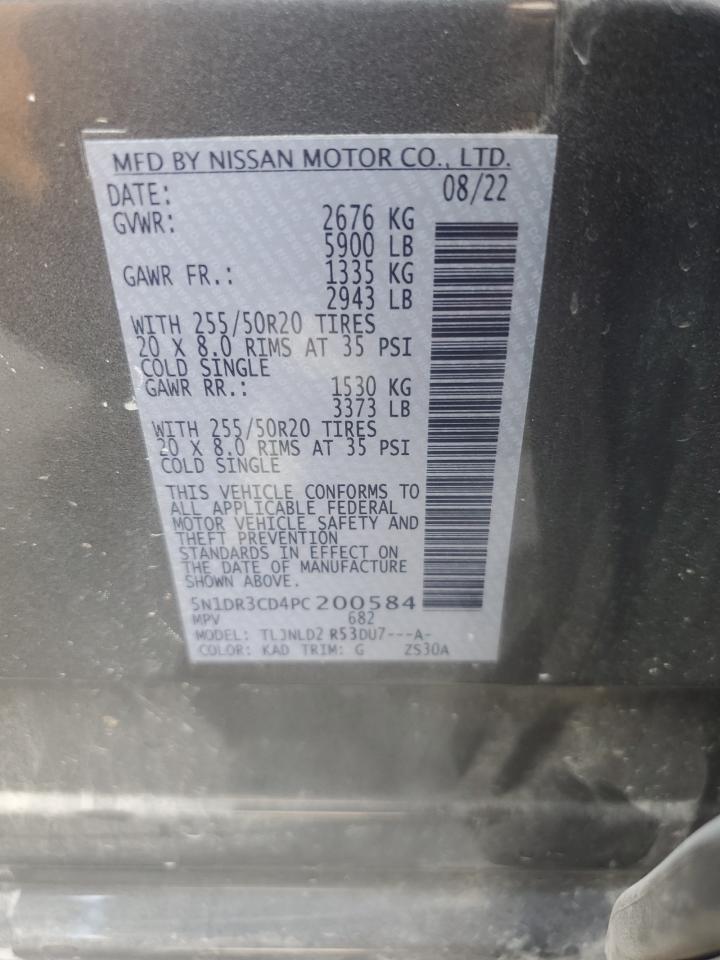 MFD BY NISSAN MOTOR CO., LTD.
DATE: 08/22
GVWR: 2676 KG
5900 LB
GAWR FR.: 1335 KG
2943 LB
WITH 255/50R20 TIRES
20 X 8.0 RIMS AT 35 PSI
COLD SINGLE
GAWR RR.: 1530 KG
3373 LB
WITH 255/50R20 TIRES
20 X 8.0 RIMS AT 35 PSI
COLD SINGLE
THIS VEHICLE CONFORMS TO
ALL APPLICABLE FEDERAL
MOTOR VEHICLE SAFETY AND
THEFT PREVENTION
STANDARDS IN EFFECT ON
THE DATE OF MANUFACTURE
SHOWN ABOVE.
5N1DR3CD4PC200584
MPV 682
MODEL: TLJNLD2 R53DU7---A-
COLOR: KAD TRIM: G ZS30A